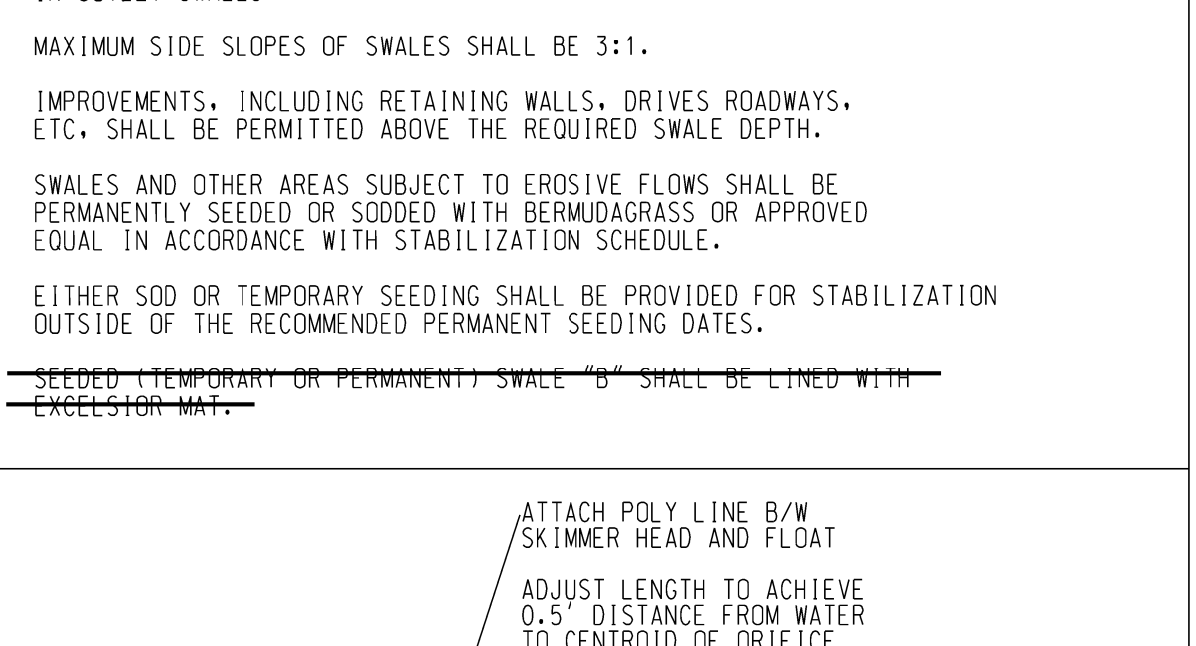 MAXIMUM SIDE SLOPES OF SWALES SHALL BE 3:1.
IMPROVEMENTS, INCLUDING RETAINING WALLS, DRIVES ROADWAYS,
ETC, SHALL BE PERMITTED ABOVE THE REQUIRED SWALE DEPTH.
SWALES AND OTHER AREAS SUBJECT TO EROSIVE FLOWS SHALL BE
PERMANENTLY SEEDED OR SODDED WITH BERMUDAGRASS OR APPROVED
EQUAL IN ACCORDANCE WITH STABILIZATION SCHEDULE.
EITHER SOD OR TEMPORARY SEEDING SHALL BE PROVIDED FOR STABILIZATION
OUTSIDE OF THE RECOMMENDED PERMANENT SEEDING DATES.
SEEDED (TEMPORARY OR PERMANENT) SWALE "B" SHALL BE LINED WITH
EXCELSIOR MAT.
ATTACH POLY LINE B/W
SKIMMER HEAD AND FLOAT
ADJUST LENGTH TO ACHIEVE
0.5' DISTANCE FROM WATER
TO CENTROID OF ORIFICE